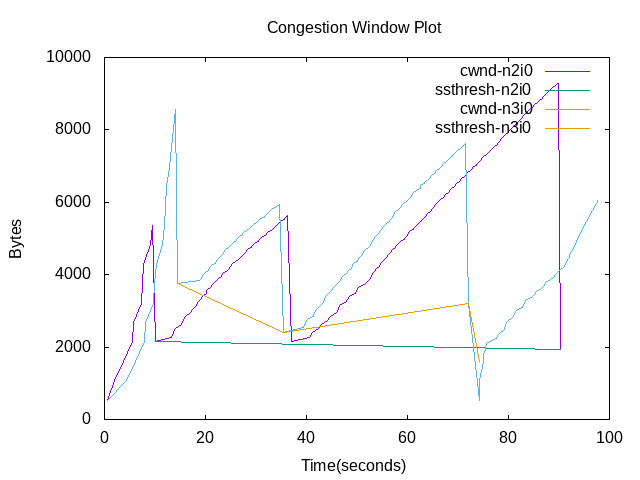 Congestion Window Plot
10000
8000
6000
4000
2000
0
Bytes
cwnd-n2i0
ssthresh-n2i0
cwnd-n3i0
ssthresh-n3i0
0 20 40 60 80 100
Time(seconds)